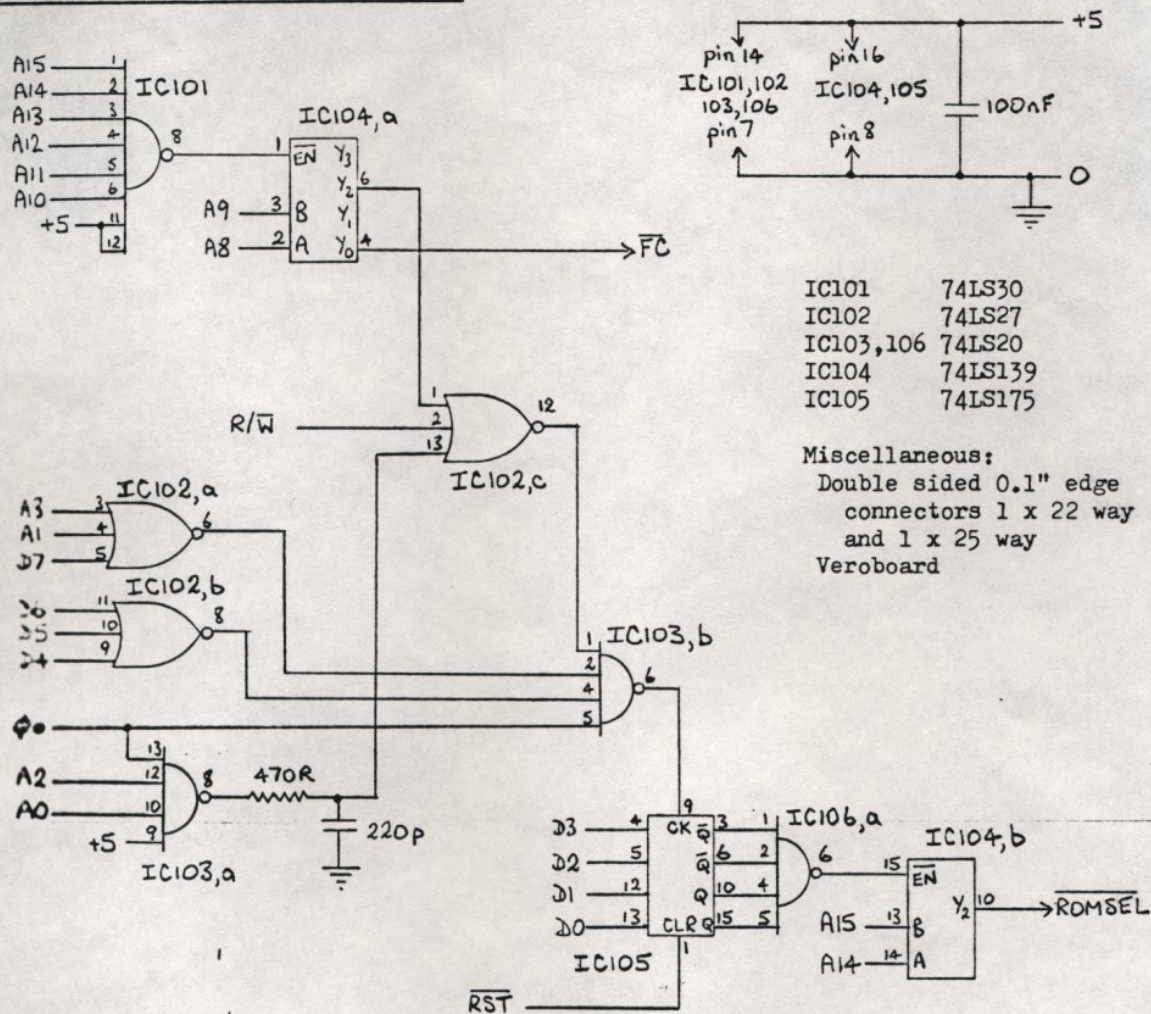 A15 1
A14 2
A13 3
A12 4
A11 5
A10 6
+5 11
12
IC101
8
IC104,a
1 E̅N̅ Y3
Y2 6
A9 3 B Y1
A8 2 A Y0 4
F̅C̅
+5
pin 14
IC101,102
103,106
pin 7
pin 16
IC104,105
pin 8
100nF
0
IC101 74LS30
IC102 74LS27
IC103,106 74LS20
IC104 74LS139
IC105 74LS175
Miscellaneous:
Double sided 0.1" edge
connectors 1 x 22 way
and 1 x 25 way
Veroboard
1
R/W̅ 2
13
12
IC102,c
IC102,a
A3 3
A1 4
D7 5
6
IC102,b
11
10
9
8
IC103,b
1
2
4
5
6
13
A2 12
A0 10
+5 9
8
IC103,a
470R
220p
D3 4
D2 5
D1 12
D0 13
9
CK
CLR
1
Q̅ 3
Q̅ 6
Q 10
Q 15
IC105
R̅S̅T̅
IC106,a
1
2
4
5
6
IC104,b
15 E̅N̅
A15 13 B
A14 14 A
Y2 10
R̅O̅M̅S̅E̅L̅